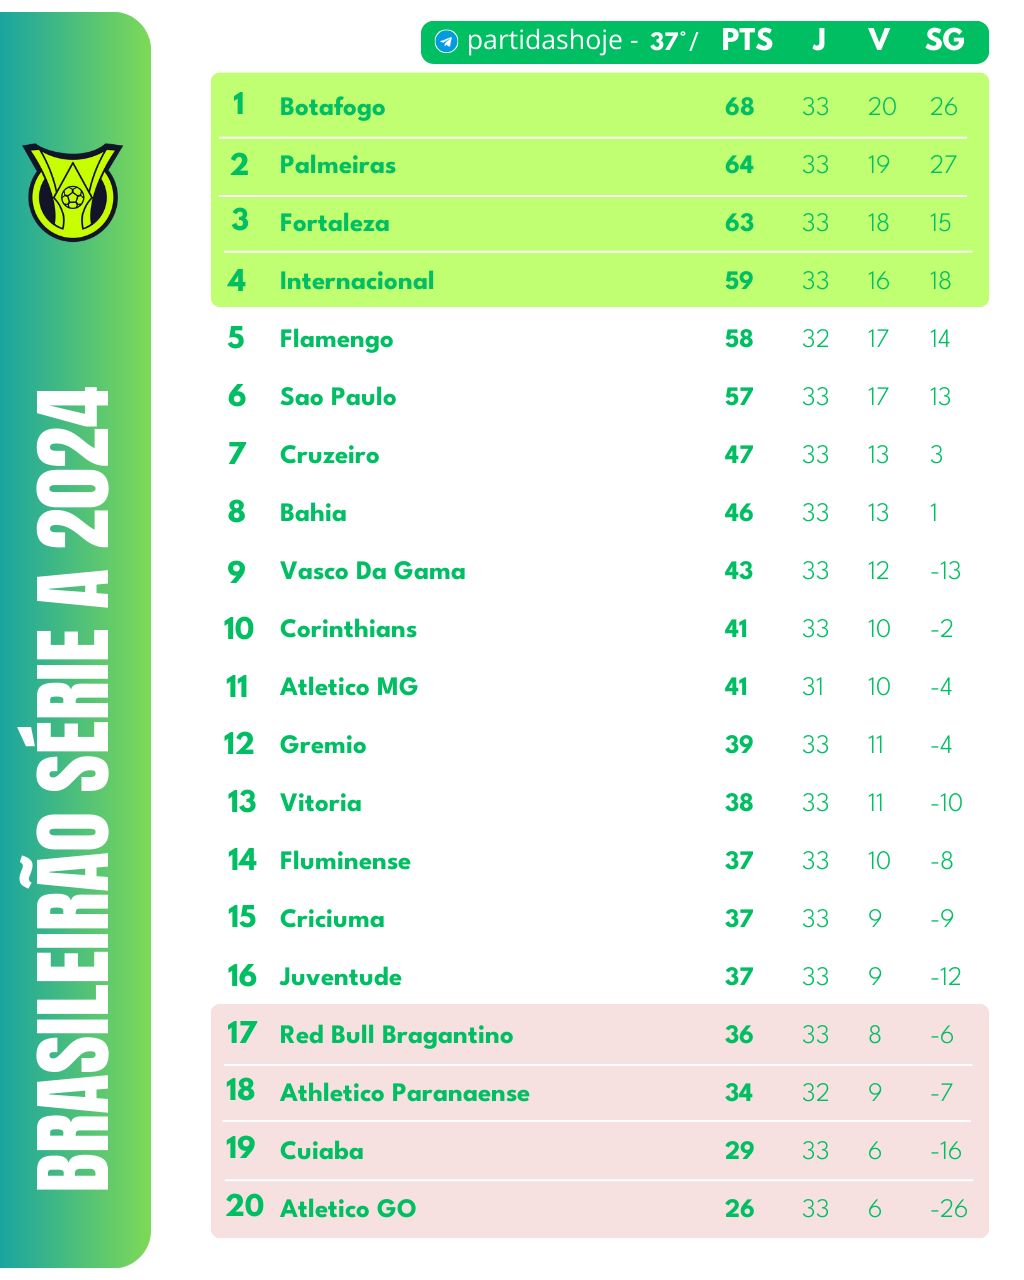 partidashoje - 37°/ PTS J V SG
1 Botafogo 68 33 20 26
2 Palmeiras 64 33 19 27
3 Fortaleza 63 33 18 15
4 Internacional 59 33 16 18
5 Flamengo 58 32 17 14
6 Sao Paulo 57 33 17 13
7 Cruzeiro 47 33 13 3
8 Bahia 46 33 13 1
9 Vasco Da Gama 43 33 12 -13
10 Corinthians 41 33 10 -2
11 Atletico MG 41 31 10 -4
12 Gremio 39 33 11 -4
13 Vitoria 38 33 11 -10
14 Fluminense 37 33 10 -8
15 Criciuma 37 33 9 -9
16 Juventude 37 33 9 -12
17 Red Bull Bragantino 36 33 8 -6
18 Athletico Paranaense 34 32 9 -7
19 Cuiaba 29 33 6 -16
20 Atletico GO 26 33 6 -26
BRASILEIRÃO SÉRIE A 2024